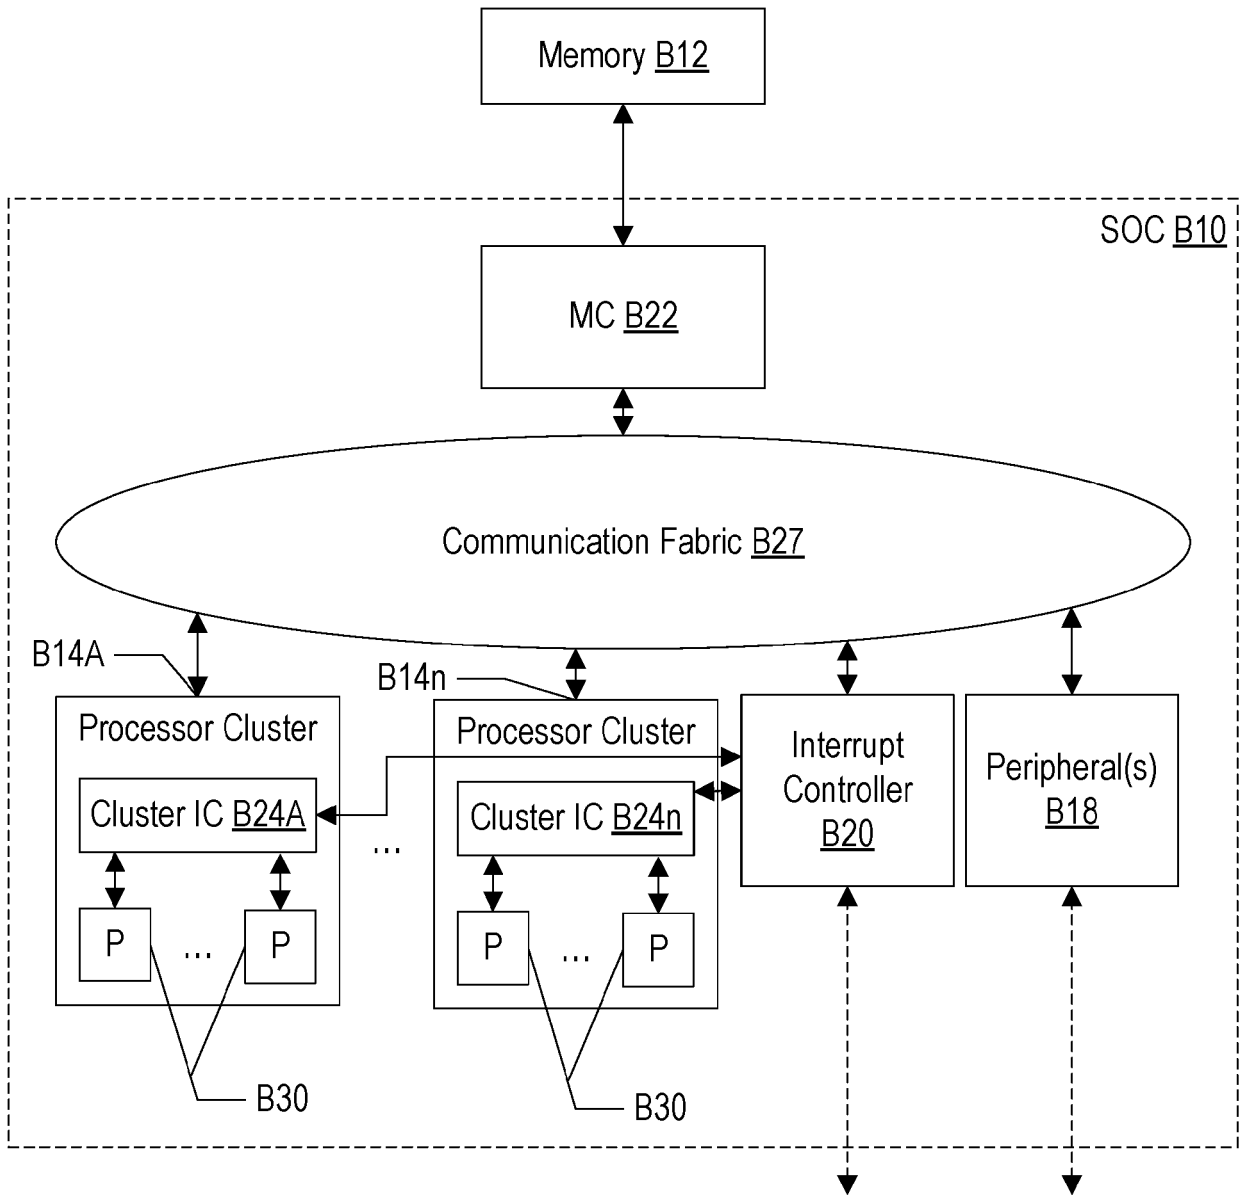 Memory B12
SOC B10
MC B22
Communication Fabric B27
B14A
B14n
Processor Cluster
Cluster IC B24A
P
...
P
B30
...
Processor Cluster
Cluster IC B24n
P
...
P
B30
Interrupt
Controller
B20
Peripheral(s)
B18